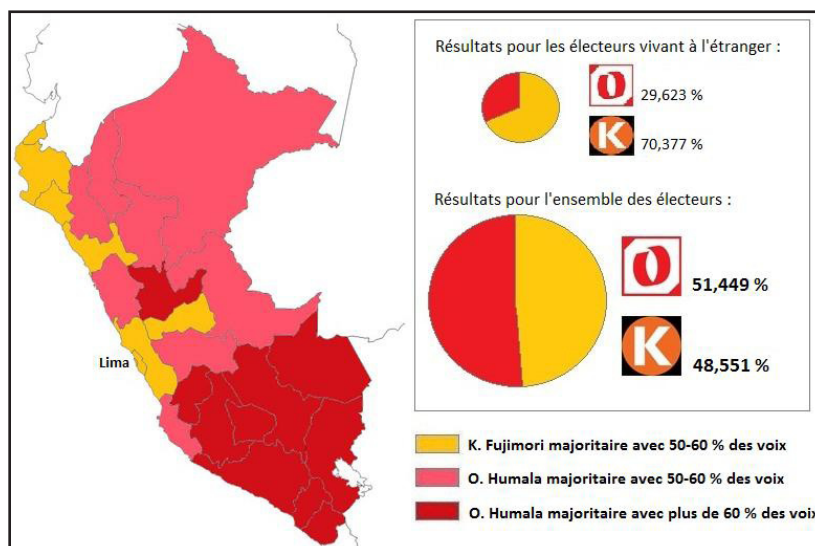 Résultats pour les électeurs vivant à l'étranger :
O
29,623 %
K
70,377 %
Résultats pour l'ensemble des électeurs :
O
51,449 %
K
48,551 %
Lima
K. Fujimori majoritaire avec 50-60 % des voix
O. Humala majoritaire avec 50-60 % des voix
O. Humala majoritaire avec plus de 60 % des voix